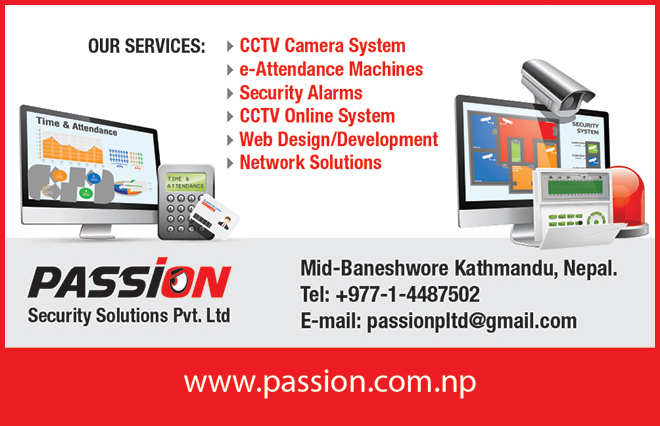 OUR SERVICES:
CCTV Camera System
e-Attendance Machines
Security Alarms
CCTV Online System
Web Design/Development
Network Solutions
Time & Attendance
TIME &
ATTENDANCE
SECURITY
SYSTEM
PASSiON
Security Solutions Pvt. Ltd
Mid-Baneshwore Kathmandu, Nepal.
Tel: +977-1-4487502
E-mail: passionpltd@gmail.com
www.passion.com.np